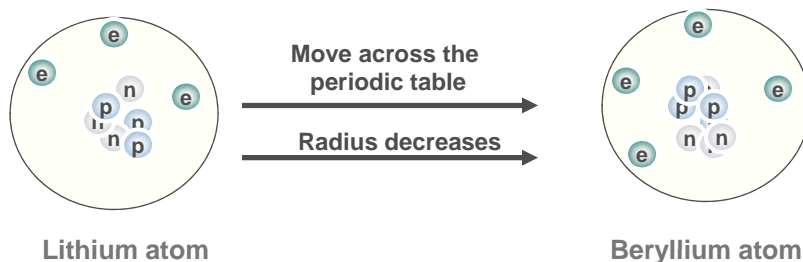 e
e
e
n
p
n
p
n
p
Move across the
periodic table
Radius decreases
e
e
e
e
p
p
p
n
n
Lithium atom
Beryllium atom